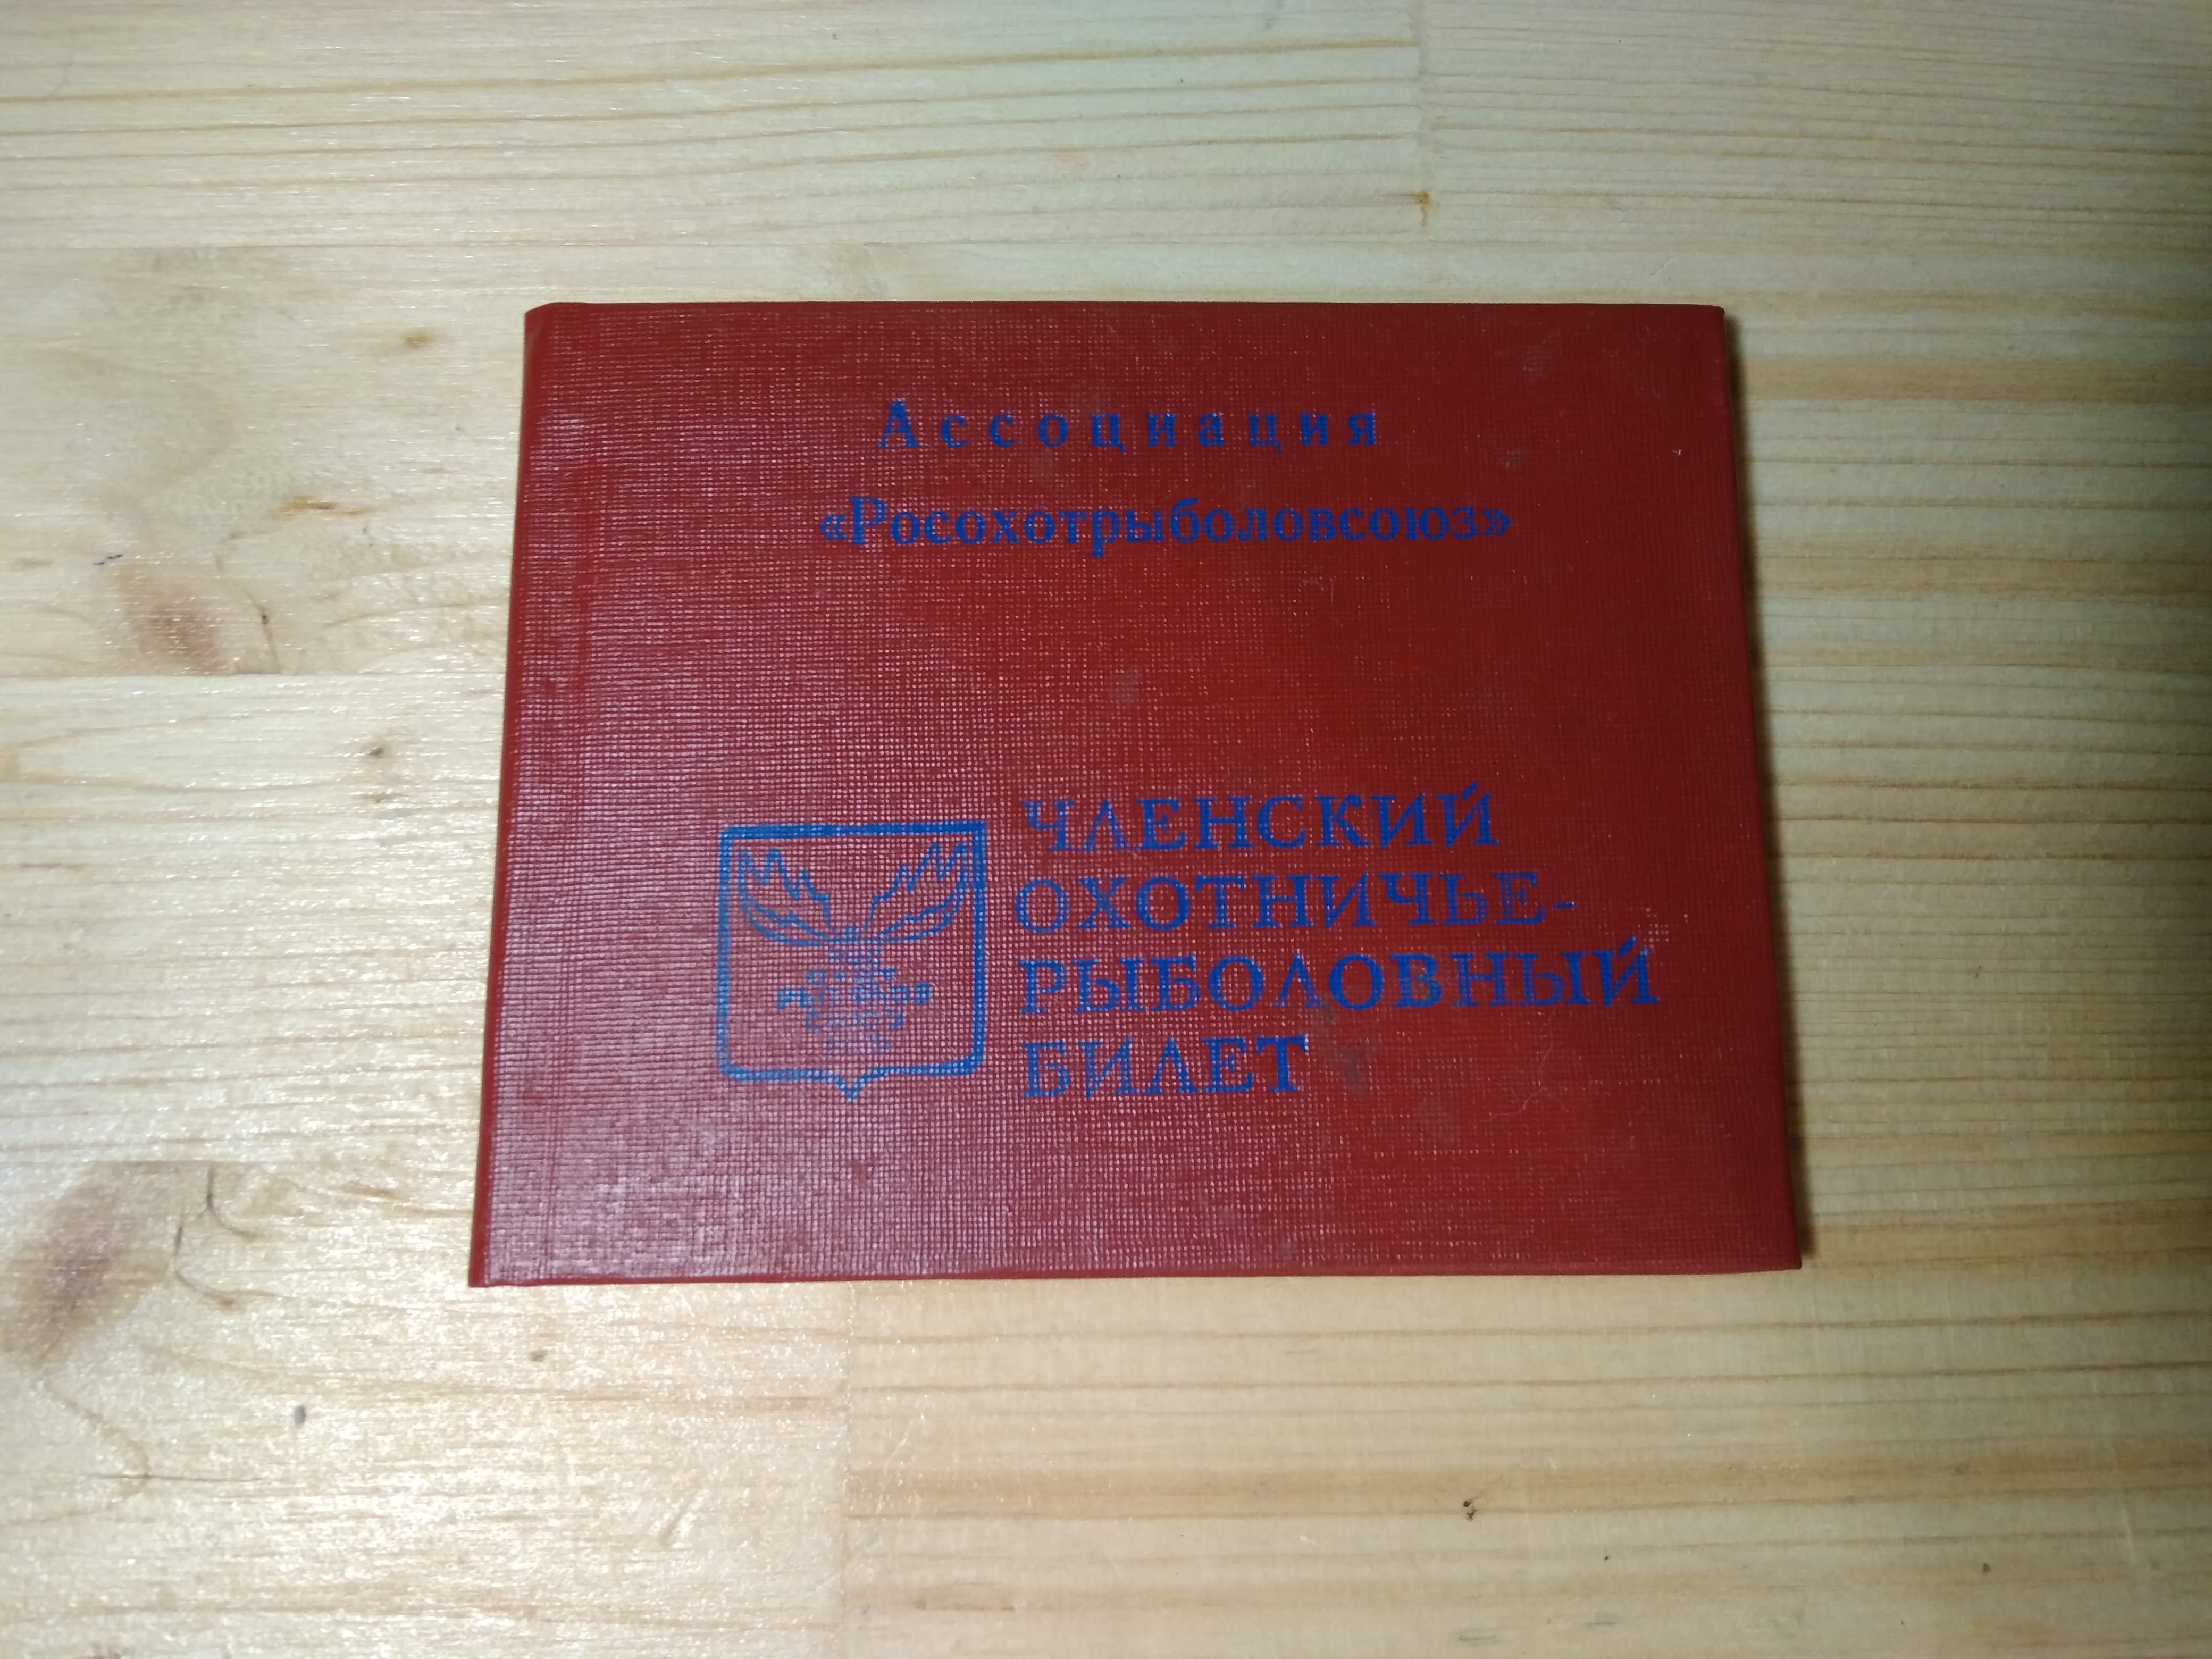 Ассоциация
«Росохотрыболовсоюз»
ЧЛЕНСКИЙ
ОХОТНИЧЬЕ-
РЫБОЛОВНЫЙ
БИЛЕТ